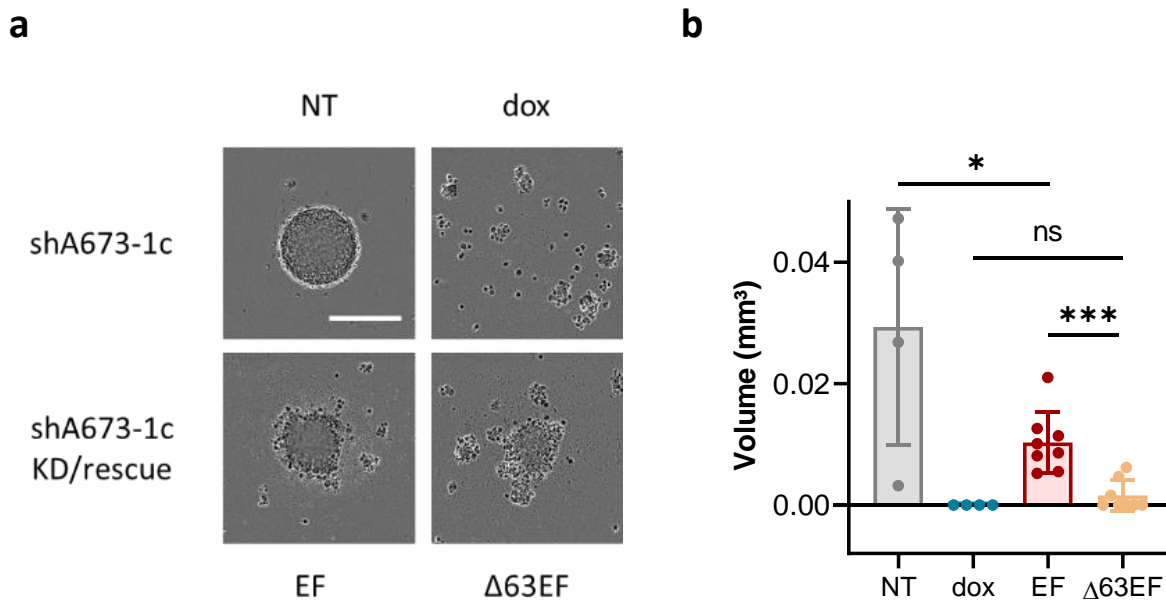 a
NT dox
shA673-1c
shA673-1c
KD/rescue
EF Δ63EF
b
*
ns
***
Volume (mm³)
0.04
0.02
0.00
NT dox EF Δ63EF